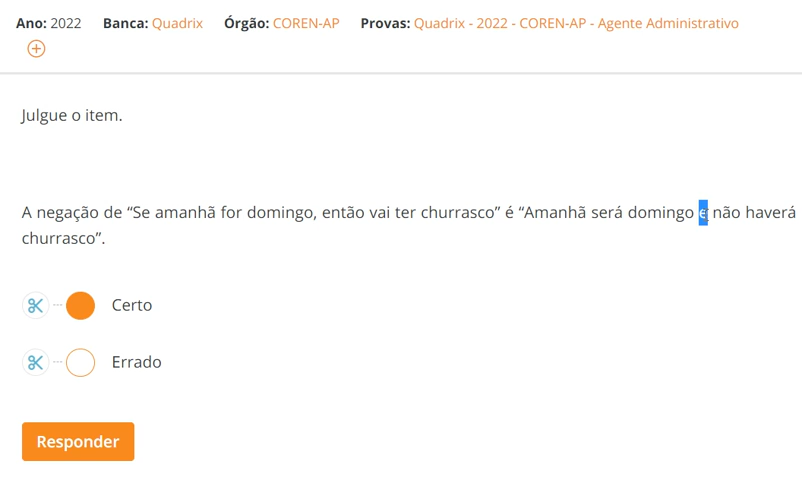 Ano: 2022 Banca: Quadrix Órgão: COREN-AP Provas: Quadrix - 2022 - COREN-AP - Agente Administrativo
Julgue o item.
A negação de “Se amanhã for domingo, então vai ter churrasco” é “Amanhã será domingo e não haverá
churrasco”.
Certo
Errado
Responder